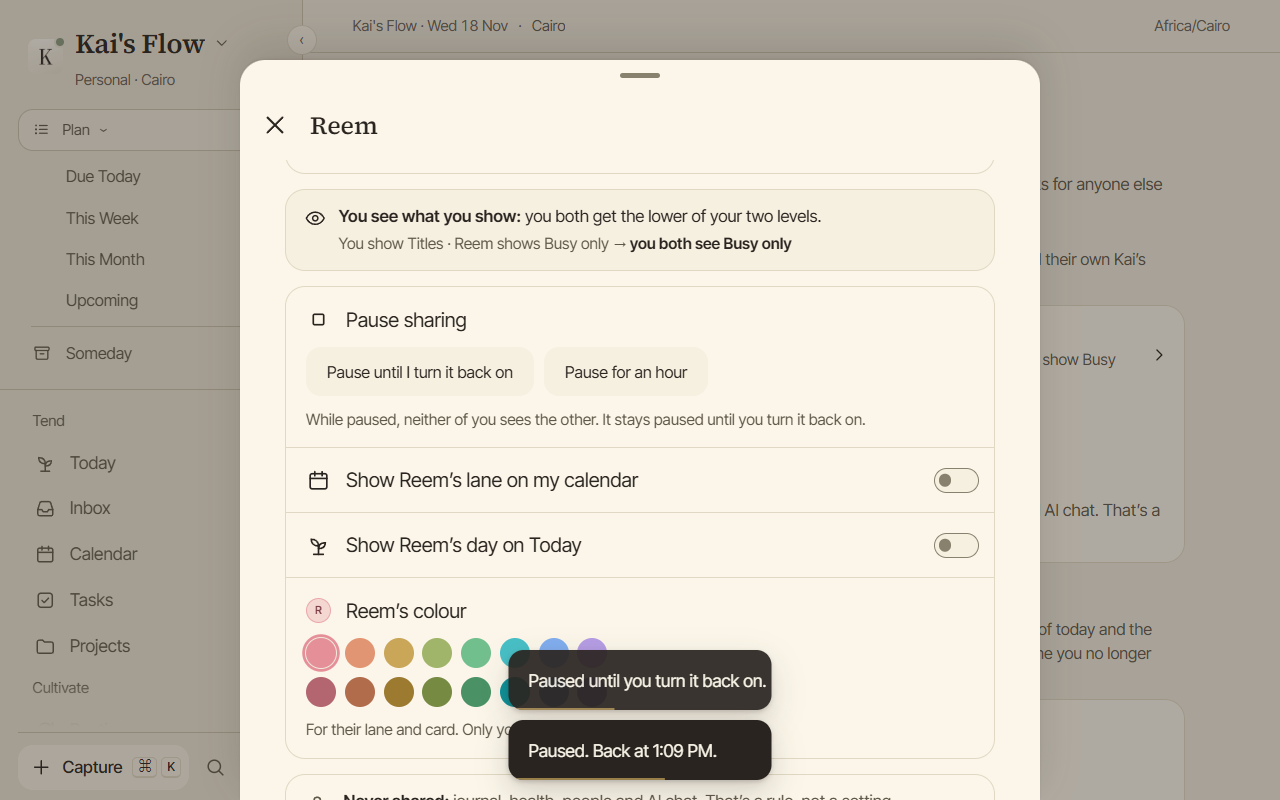 Kai's Flow · Wed 18 Nov · Cairo
Africa/Cairo
K
Kai's Flow
Personal · Cairo
Plan
Due Today
This Week
This Month
Upcoming
Someday
Tend
Today
Inbox
Calendar
Tasks
Projects
Cultivate
Capture ⌘ K
Reem
You see what you show: you both get the lower of your two levels.
You show Titles · Reem shows Busy only → you both see Busy only
Pause sharing
Pause until I turn it back on
Pause for an hour
While paused, neither of you sees the other. It stays paused until you turn it back on.
Show Reem’s lane on my calendar
Show Reem’s day on Today
R
Reem’s colour
For their lane and card. Only
Paused until you turn it back on.
Paused. Back at 1:09 PM.
Never shared: journal, health, people and AI chat. That’s a rule, not a setting.
for anyone else
their own Kai’s
show Busy
AI chat. That’s a
of today and the
you no longer